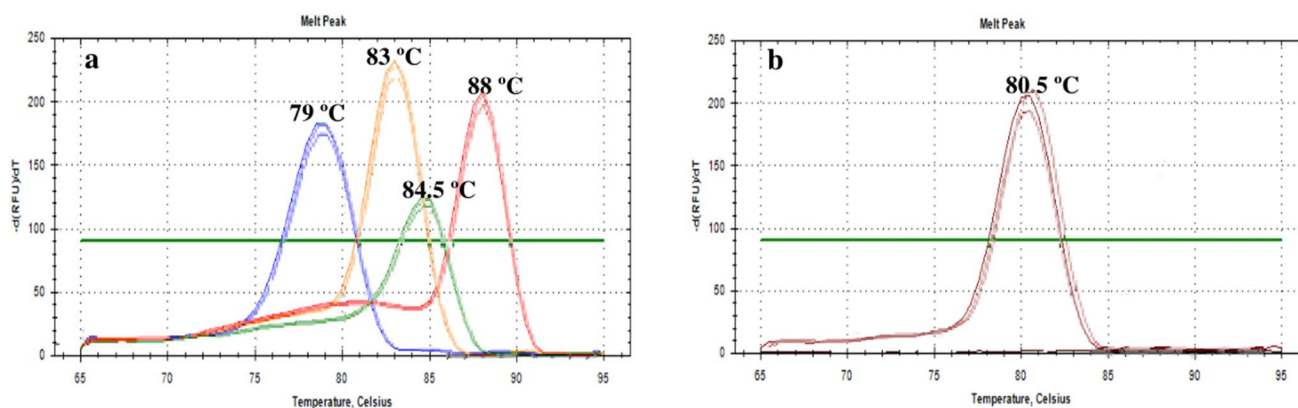 Melt Peak
a
250
200
150
100
50
0
-d(RFU)/dT
79 ºC
83 ºC
84.5 ºC
88 ºC
65 70 75 80 85 90 95
Temperature, Celsius
Melt Peak
b
250
200
150
100
50
0
-d(RFU)/dT
80.5 ºC
65 70 75 80 85 90 95
Temperature, Celsius